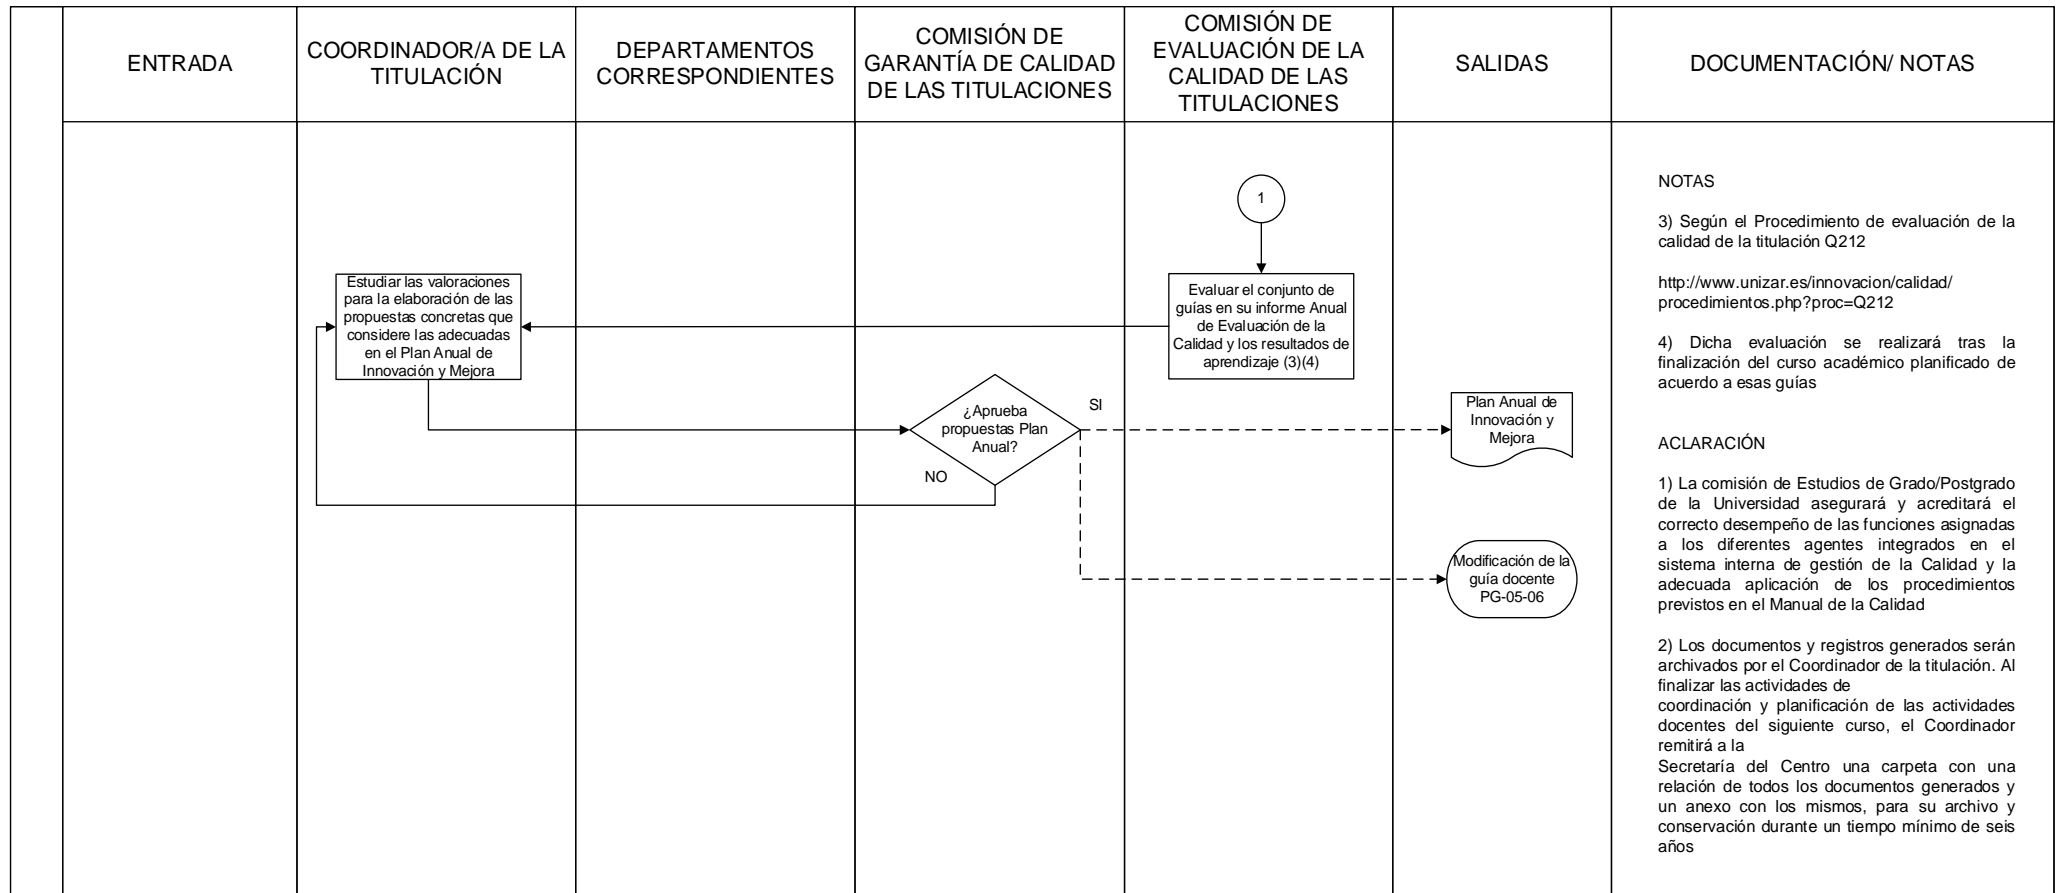 ENTRADA
COORDINADOR/A DE LA
TITULACIÓN
DEPARTAMENTOS
CORRESPONDIENTES
COMISIÓN DE
GARANTÍA DE CALIDAD
DE LAS TITULACIONES
COMISIÓN DE
EVALUACIÓN DE LA
CALIDAD DE LAS
TITULACIONES
SALIDAS
DOCUMENTACIÓN/ NOTAS
1
Estudiar las valoraciones
para la elaboración de las
propuestas concretas que
considere las adecuadas
en el Plan Anual de
Innovación y Mejora
Evaluar el conjunto de
guías en su informe Anual
de Evaluación de la
Calidad y los resultados de
aprendizaje (3)(4)
¿Aprueba
propuestas Plan
Anual?
SI
NO
Plan Anual de
Innovación y
Mejora
Modificación de la
guía docente
PG-05-06
NOTAS
3) Según el Procedimiento de evaluación de la
calidad de la titulación Q212
http://www.unizar.es/innovacion/calidad/
procedimientos.php?proc=Q212
4) Dicha evaluación se realizará tras la
finalización del curso académico planificado de
acuerdo a esas guías
ACLARACIÓN
1) La comisión de Estudios de Grado/Postgrado
de la Universidad asegurará y acreditará el
correcto desempeño de las funciones asignadas
a los diferentes agentes integrados en el
sistema interna de gestión de la Calidad y la
adecuada aplicación de los procedimientos
previstos en el Manual de la Calidad
2) Los documentos y registros generados serán
archivados por el Coordinador de la titulación. Al
finalizar las actividades de
coordinación y planificación de las actividades
docentes del siguiente curso, el Coordinador
remitirá a la
Secretaría del Centro una carpeta con una
relación de todos los documentos generados y
un anexo con los mismos, para su archivo y
conservación durante un tiempo mínimo de seis
años